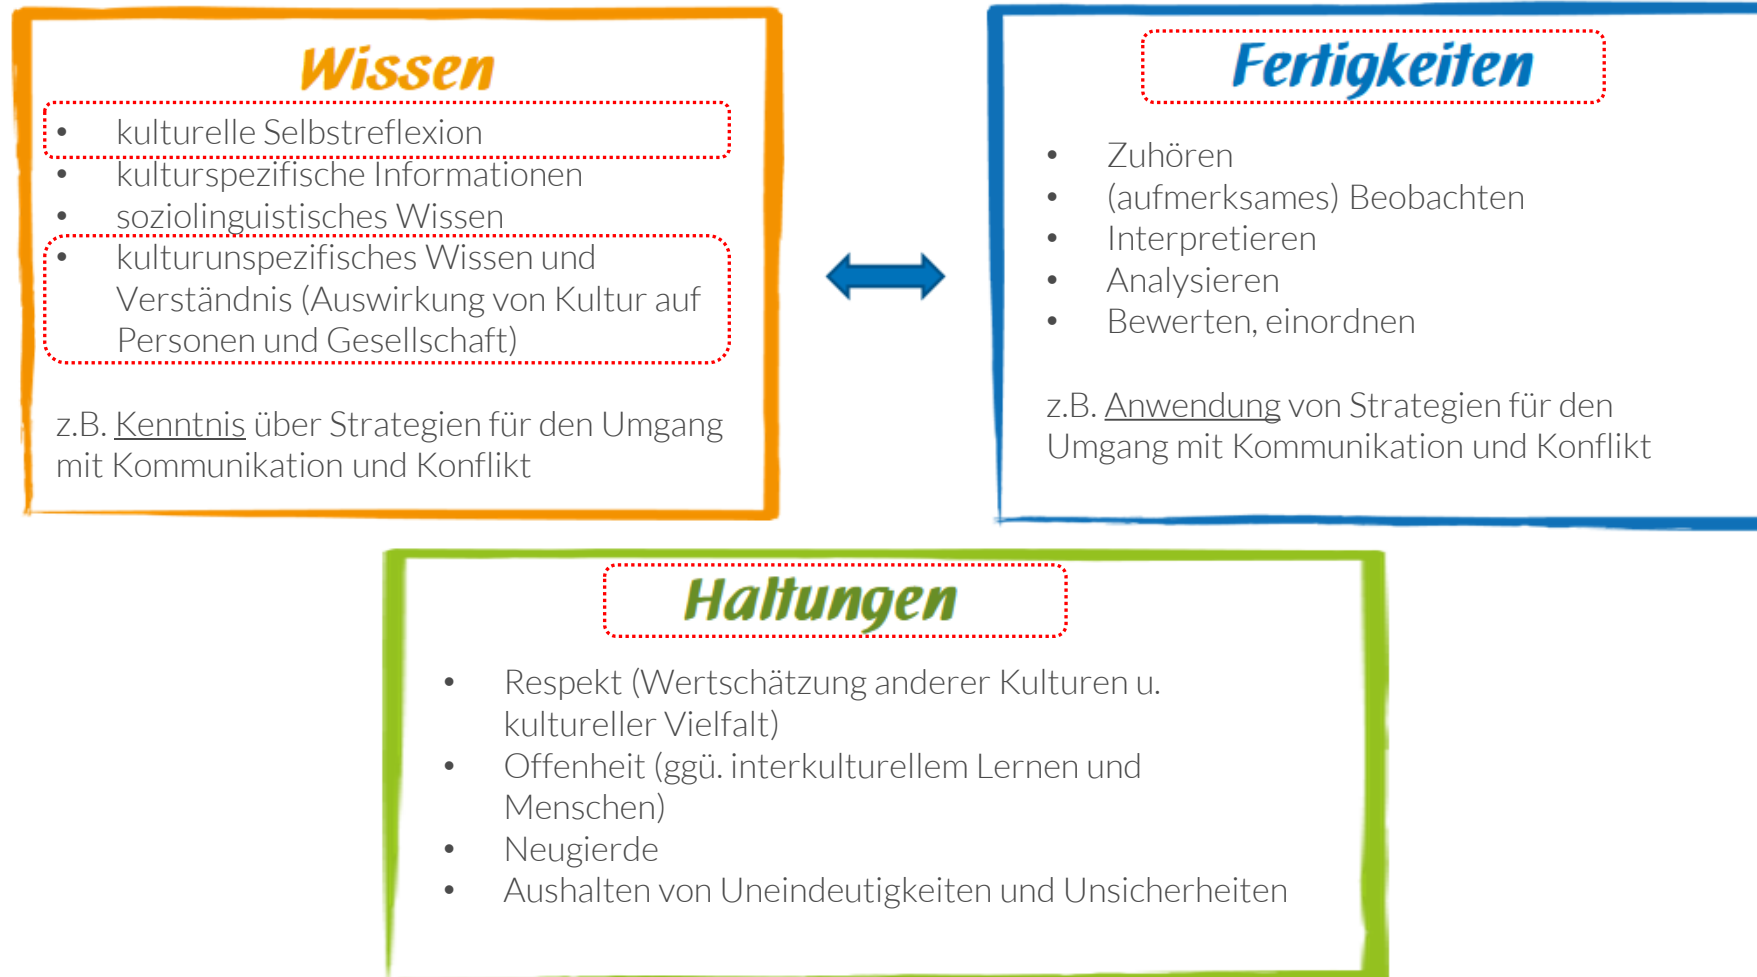 Wissen
• kulturelle Selbstreflexion
• kulturspezifische Informationen
• soziolinguistisches Wissen
• kulturunspezifisches Wissen und
Verständnis (Auswirkung von Kultur auf
Personen und Gesellschaft)
z.B. Kenntnis über Strategien für den Umgang
mit Kommunikation und Konflikt
Fertigkeiten
• Zuhören
• (aufmerksames) Beobachten
• Interpretieren
• Analysieren
• Bewerten, einordnen
z.B. Anwendung von Strategien für den
Umgang mit Kommunikation und Konflikt
Haltungen
• Respekt (Wertschätzung anderer Kulturen u.
kultureller Vielfalt)
• Offenheit (ggü. interkulturellem Lernen und
Menschen)
• Neugierde
• Aushalten von Uneindeutigkeiten und Unsicherheiten